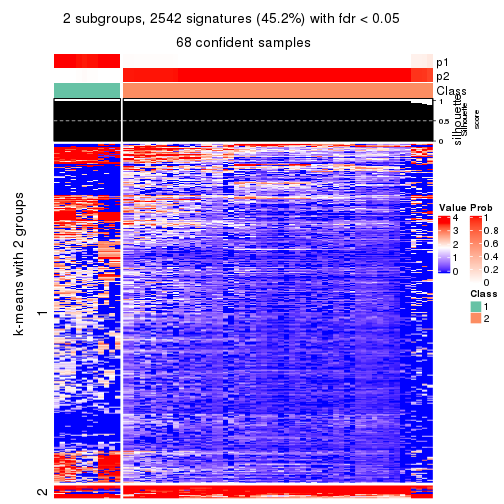 2 subgroups, 2542 signatures (45.2%) with fdr < 0.05
68 confident samples
p1
p2
Class
1
0.5
0
silhouette
Silhouette
score
k-means with 2 groups
1
2
Value
4
3
2
1
0
Prob
1
0.8
0.6
0.4
0.2
0
Class
1
2